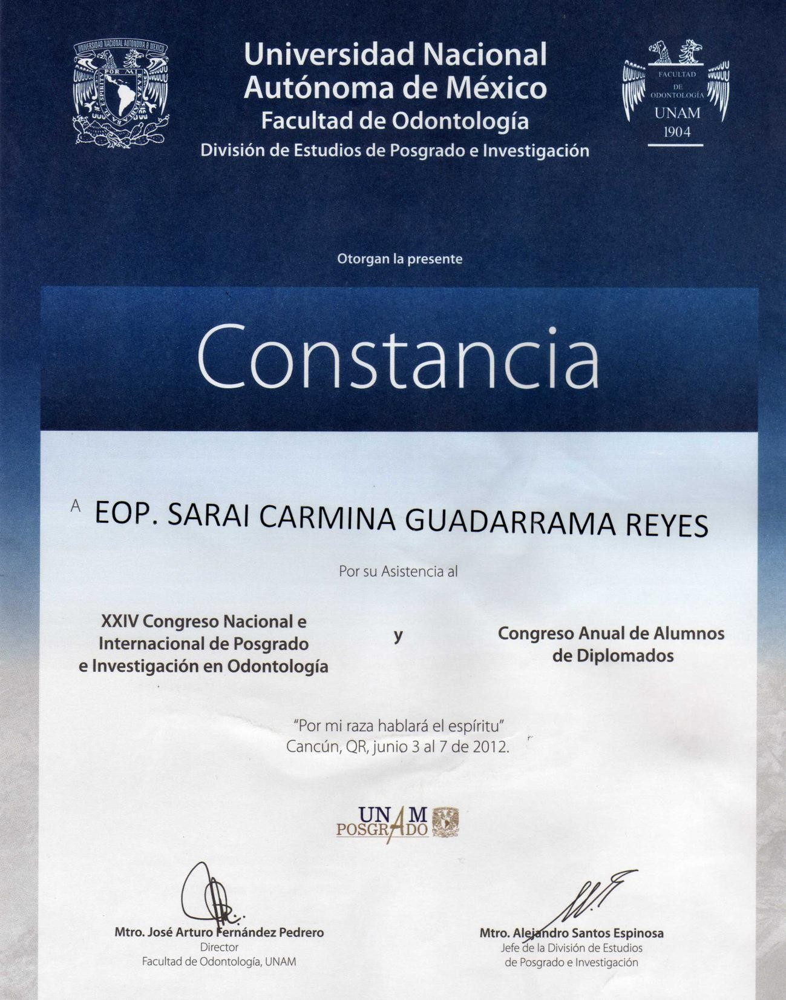 UNIVERSIDAD NACIONAL AUTONOMA D MEXICO
POR MI RAZA HABLARA EL ESPIRITU
Universidad Nacional
Autónoma de México
Facultad de Odontología
División de Estudios de Posgrado e Investigación
FACULTAD
DE
ODONTOLOGÍA
UNAM
1904
Otorgan la presente
Constancia
A EOP. SARAI CARMINA GUADARRAMA REYES
Por su Asistencia al
XXIV Congreso Nacional e
Internacional de Posgrado
e Investigación en Odontología
y
Congreso Anual de Alumnos
de Diplomados
“Por mi raza hablará el espíritu”
Cancún, QR, junio 3 al 7 de 2012.
UNAM
POSGRADO
Mtro. José Arturo Fernández Pedrero
Director
Facultad de Odontología, UNAM
Mtro. Alejandro Santos Espinosa
Jefe de la División de Estudios
de Posgrado e Investigación